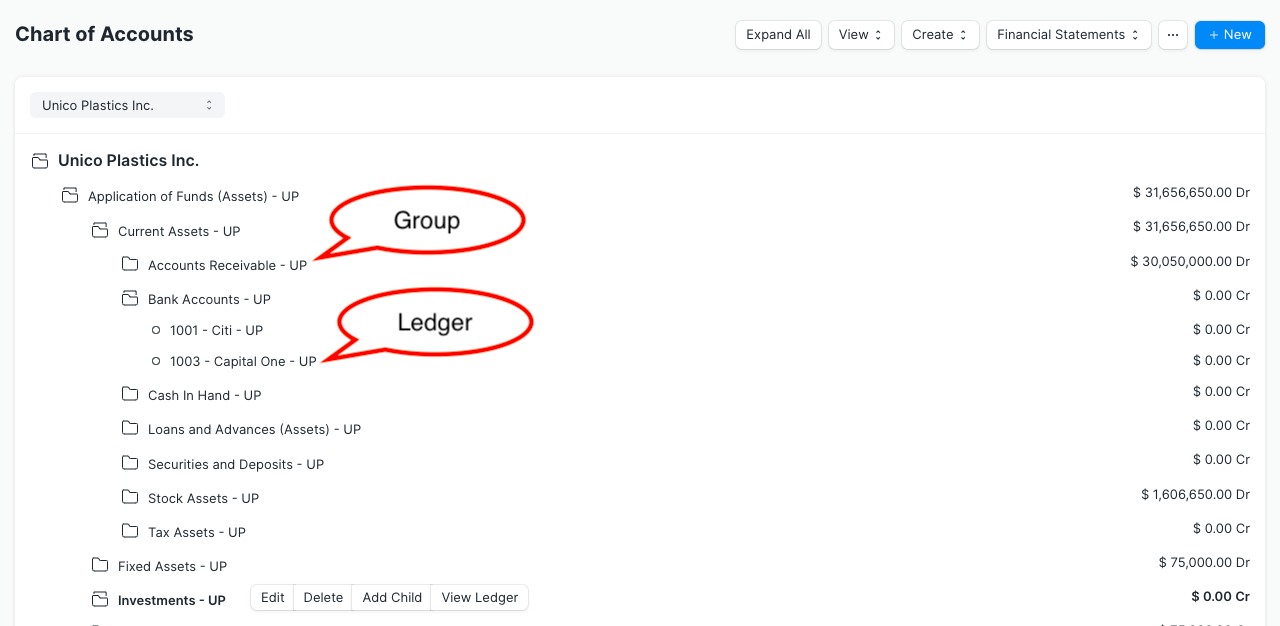 Chart of Accounts
Expand All View Create Financial Statements ··· + New
Unico Plastics Inc.
Unico Plastics Inc.
Application of Funds (Assets) - UP $ 31,656,650.00 Dr
Group
Current Assets - UP $ 31,656,650.00 Dr
Accounts Receivable - UP $ 30,050,000.00 Dr
Bank Accounts - UP $ 0.00 Cr
Ledger
1001 - Citi - UP $ 0.00 Cr
1003 - Capital One - UP $ 0.00 Cr
Cash In Hand - UP $ 0.00 Cr
Loans and Advances (Assets) - UP $ 0.00 Cr
Securities and Deposits - UP $ 0.00 Cr
Stock Assets - UP $ 1,606,650.00 Dr
Tax Assets - UP $ 0.00 Cr
Fixed Assets - UP $ 75,000.00 Dr
Investments - UP Edit Delete Add Child View Ledger $ 0.00 Cr